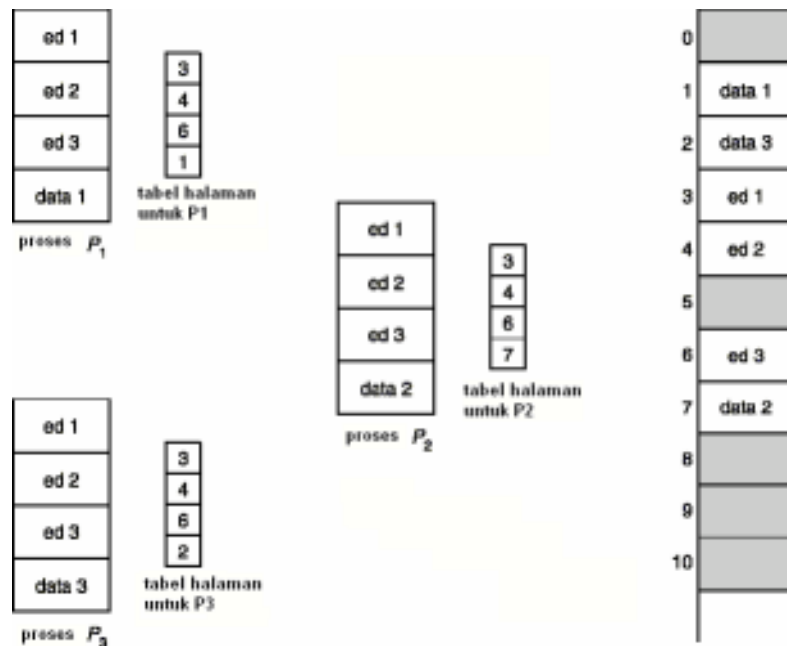 ed 1
ed 2
ed 3
data 1
proses P1
3
4
6
1
tabel halaman
untuk P1
ed 1
ed 2
ed 3
data 2
proses P2
3
4
6
7
tabel halaman
untuk P2
ed 1
ed 2
ed 3
data 3
proses P3
3
4
6
2
tabel halaman
untuk P3
0
1 data 1
2 data 3
3 ed 1
4 ed 2
5
6 ed 3
7 data 2
8
9
10